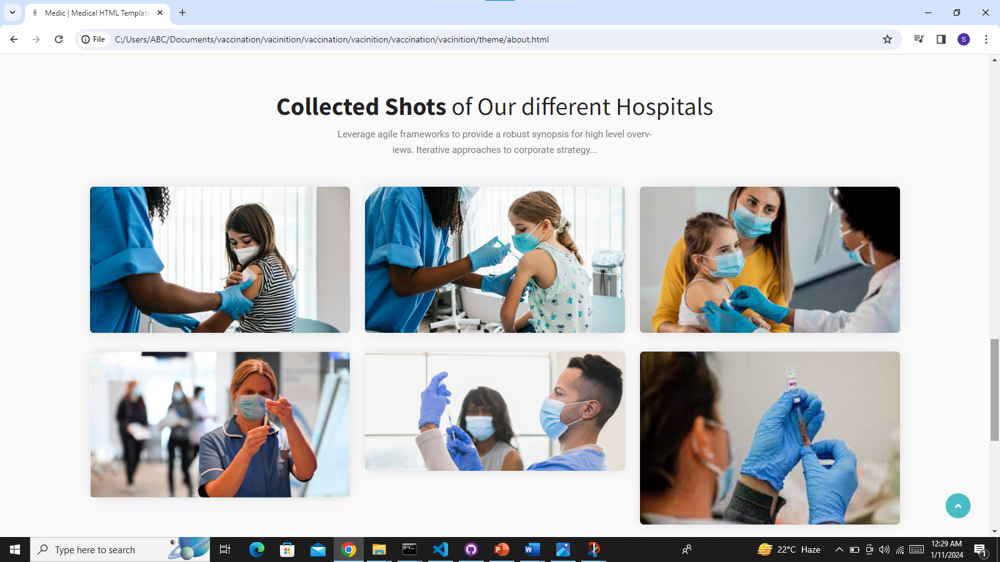 Medic | Medical HTML Template
File
C:/Users/ABC/Documents/vaccination/vacinition/vaccination/vacinition/vaccination/vacinition/theme/about.html
S
Collected Shots of Our different Hospitals
Leverage agile frameworks to provide a robust synopsis for high level overv-
iews. Iterative approaches to corporate strategy...
Type here to search
22°C Haze
12:29 AM
1/11/2024
1